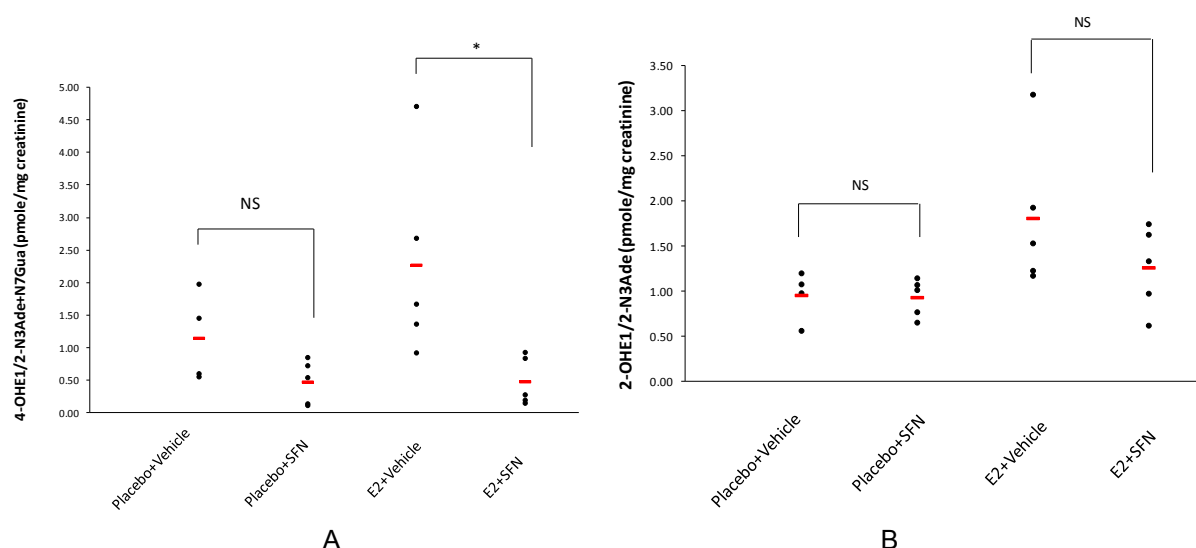 4-OHE1/2-N3Ade+N7Gua (pmole/mg creatinine)
5.00
4.50
4.00
3.50
3.00
2.50
2.00
1.50
1.00
0.50
0.00
NS
*
Placebo+Vehicle
Placebo+SFN
E2+Vehicle
E2+SFN
A
2-OHE1/2-N3Ade (pmole/mg creatinine)
3.50
3.00
2.50
2.00
1.50
1.00
0.50
0.00
NS
NS
Placebo+Vehicle
Placebo+SFN
E2+Vehicle
E2+SFN
B